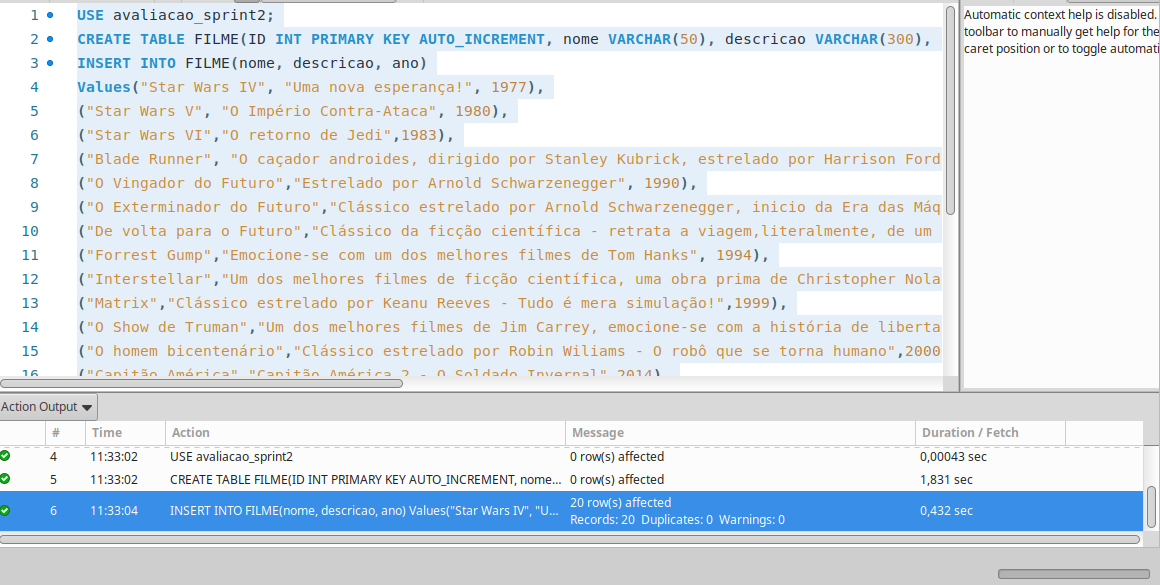 1 USE avaliacao_sprint2;
2 CREATE TABLE FILME(ID INT PRIMARY KEY AUTO_INCREMENT, nome VARCHAR(50), descricao VARCHAR(300),
3 INSERT INTO FILME(nome, descricao, ano)
4 Values("Star Wars IV", "Uma nova esperança!", 1977),
5 ("Star Wars V", "O Império Contra-Ataca", 1980),
6 ("Star Wars VI","O retorno de Jedi",1983),
7 ("Blade Runner", "O caçador androides, dirigido por Stanley Kubrick, estrelado por Harrison Ford
8 ("O Vingador do Futuro","Estrelado por Arnold Schwarzenegger", 1990),
9 ("O Exterminador do Futuro","Clássico estrelado por Arnold Schwarzenegger, inicio da Era das Máq
10 ("De volta para o Futuro","Clássico da ficção científica - retrata a viagem,literalmente, de um
11 ("Forrest Gump","Emocione-se com um dos melhores filmes de Tom Hanks", 1994),
12 ("Interstellar","Um dos melhores filmes de ficção científica, uma obra prima de Christopher Nola
13 ("Matrix","Clássico estrelado por Keanu Reeves - Tudo é mera simulação!",1999),
14 ("O Show de Truman","Um dos melhores filmes de Jim Carrey, emocione-se com a história de liberta
15 ("O homem bicentenário","Clássico estrelado por Robin Wiliams - O robô que se torna humano",2000
16 ("Capitão América","Capitão América 2 - O Soldado Invernal",2014),
Automatic context help is disabled.
toolbar to manually get help for the
caret position or to toggle automati
Action Output
# Time Action Message Duration / Fetch
4 11:33:02 USE avaliacao_sprint2 0 row(s) affected 0,00043 sec
5 11:33:02 CREATE TABLE FILME(ID INT PRIMARY KEY AUTO_INCREMENT, nome... 0 row(s) affected 1,831 sec
6 11:33:04 INSERT INTO FILME(nome, descricao, ano) Values("Star Wars IV", "U... 20 row(s) affected 0,432 sec
Records: 20 Duplicates: 0 Warnings: 0